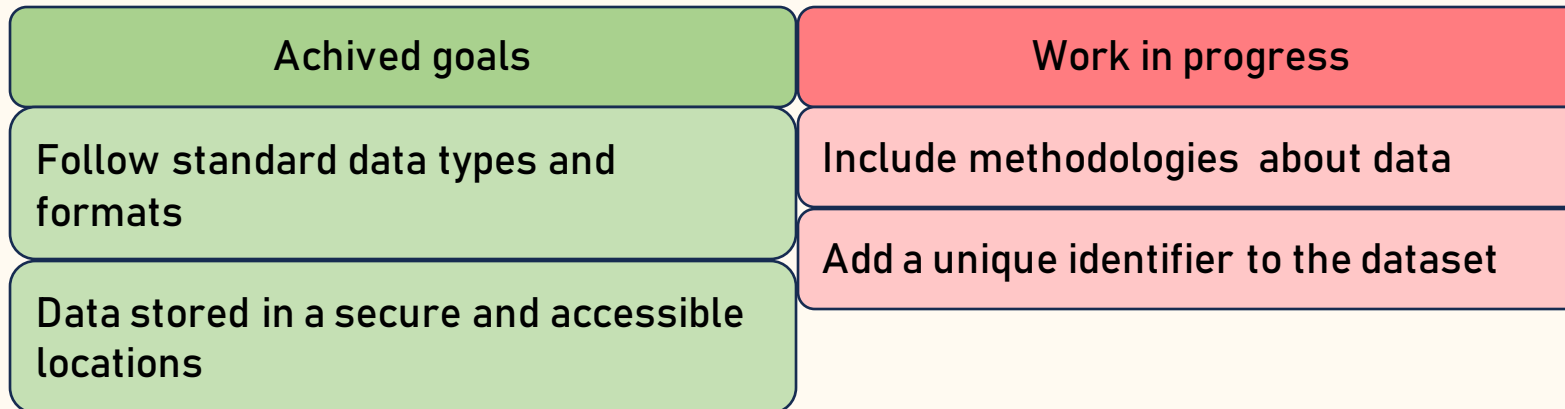 Achived goals
Follow standard data types and
formats
Data stored in a secure and accessible
locations
Work in progress
Include methodologies about data
Add a unique identifier to the dataset